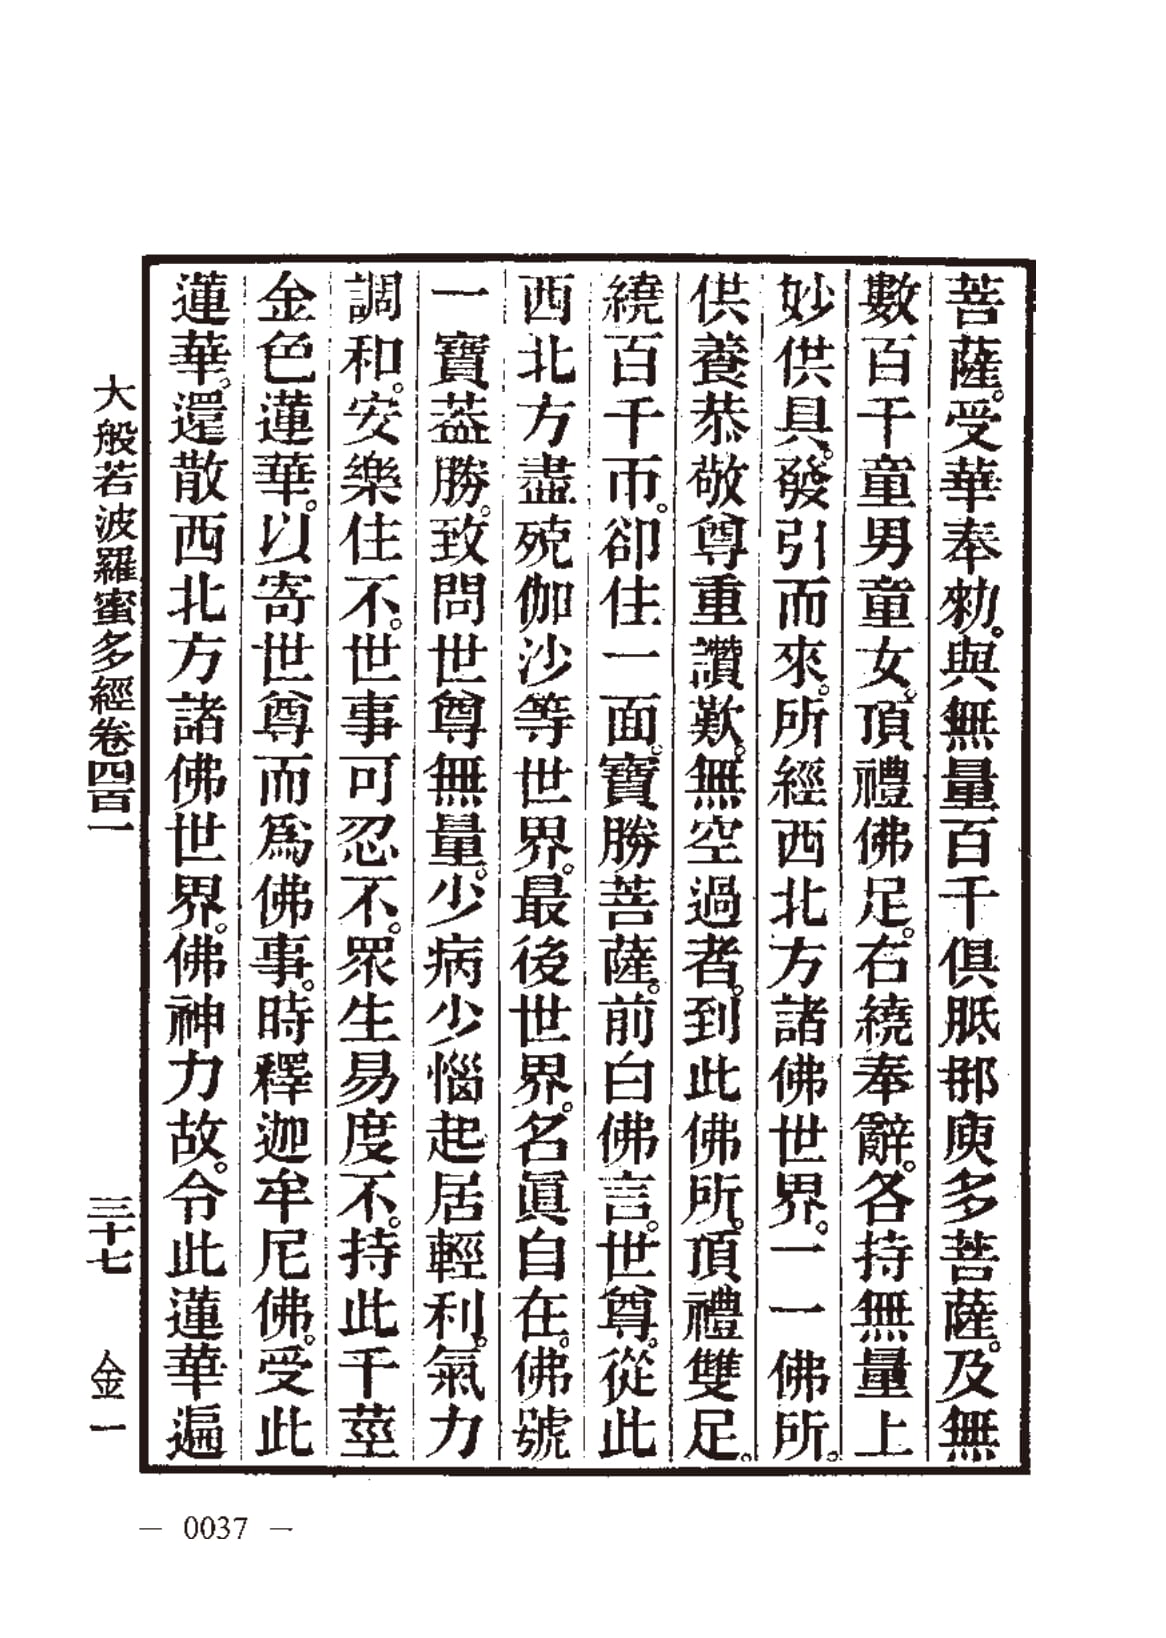 菩薩。受華奉勑。與無量百千俱胝那庾多菩薩。及無
數百千童男童女。頂禮佛足。右繞奉辭。各持無量上
妙供具。發引而來。所經西北方諸佛世界。一一佛所。
供養恭敬尊重讚歎。無空過者。到此佛所。頂禮雙足。
繞百千帀。卻住一面。寶勝菩薩。前白佛言。世尊。從此
西北方盡殑伽沙等世界。最後世界。名眞自在。佛號
一寶葢勝。致問世尊無量。少病少惱起居輕利。氣力
調和。安樂住不。世事可忍不。眾生易度不。持此千莖
金色蓮華。以寄世尊而爲佛事。時釋迦牟尼佛。受此
蓮華。還散西北方諸佛世界。佛神力故。令此蓮華遍
大般若波羅蜜多經卷四百一 三十七 金一
— 0037 —